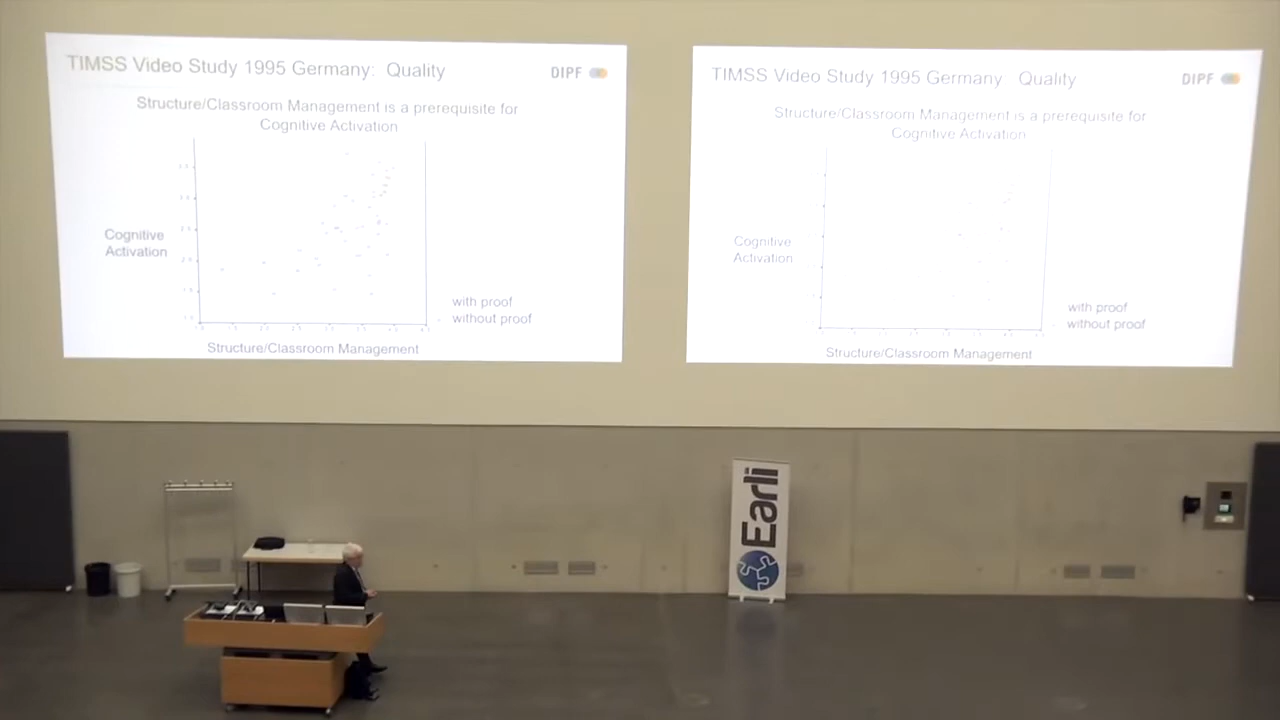 TIMSS Video Study 1995 Germany: Quality
DIPF
Structure/Classroom Management is a prerequisite for
Cognitive Activation
Cognitive
Activation
with proof
without proof
Structure/Classroom Management
TIMSS Video Study 1995 Germany Quality
DIPF
Structure/Classroom Management is a prerequisite for
Cognitive Activation
Cognitive
Activation
with proof
without proof
Structure/Classroom Management
Earli